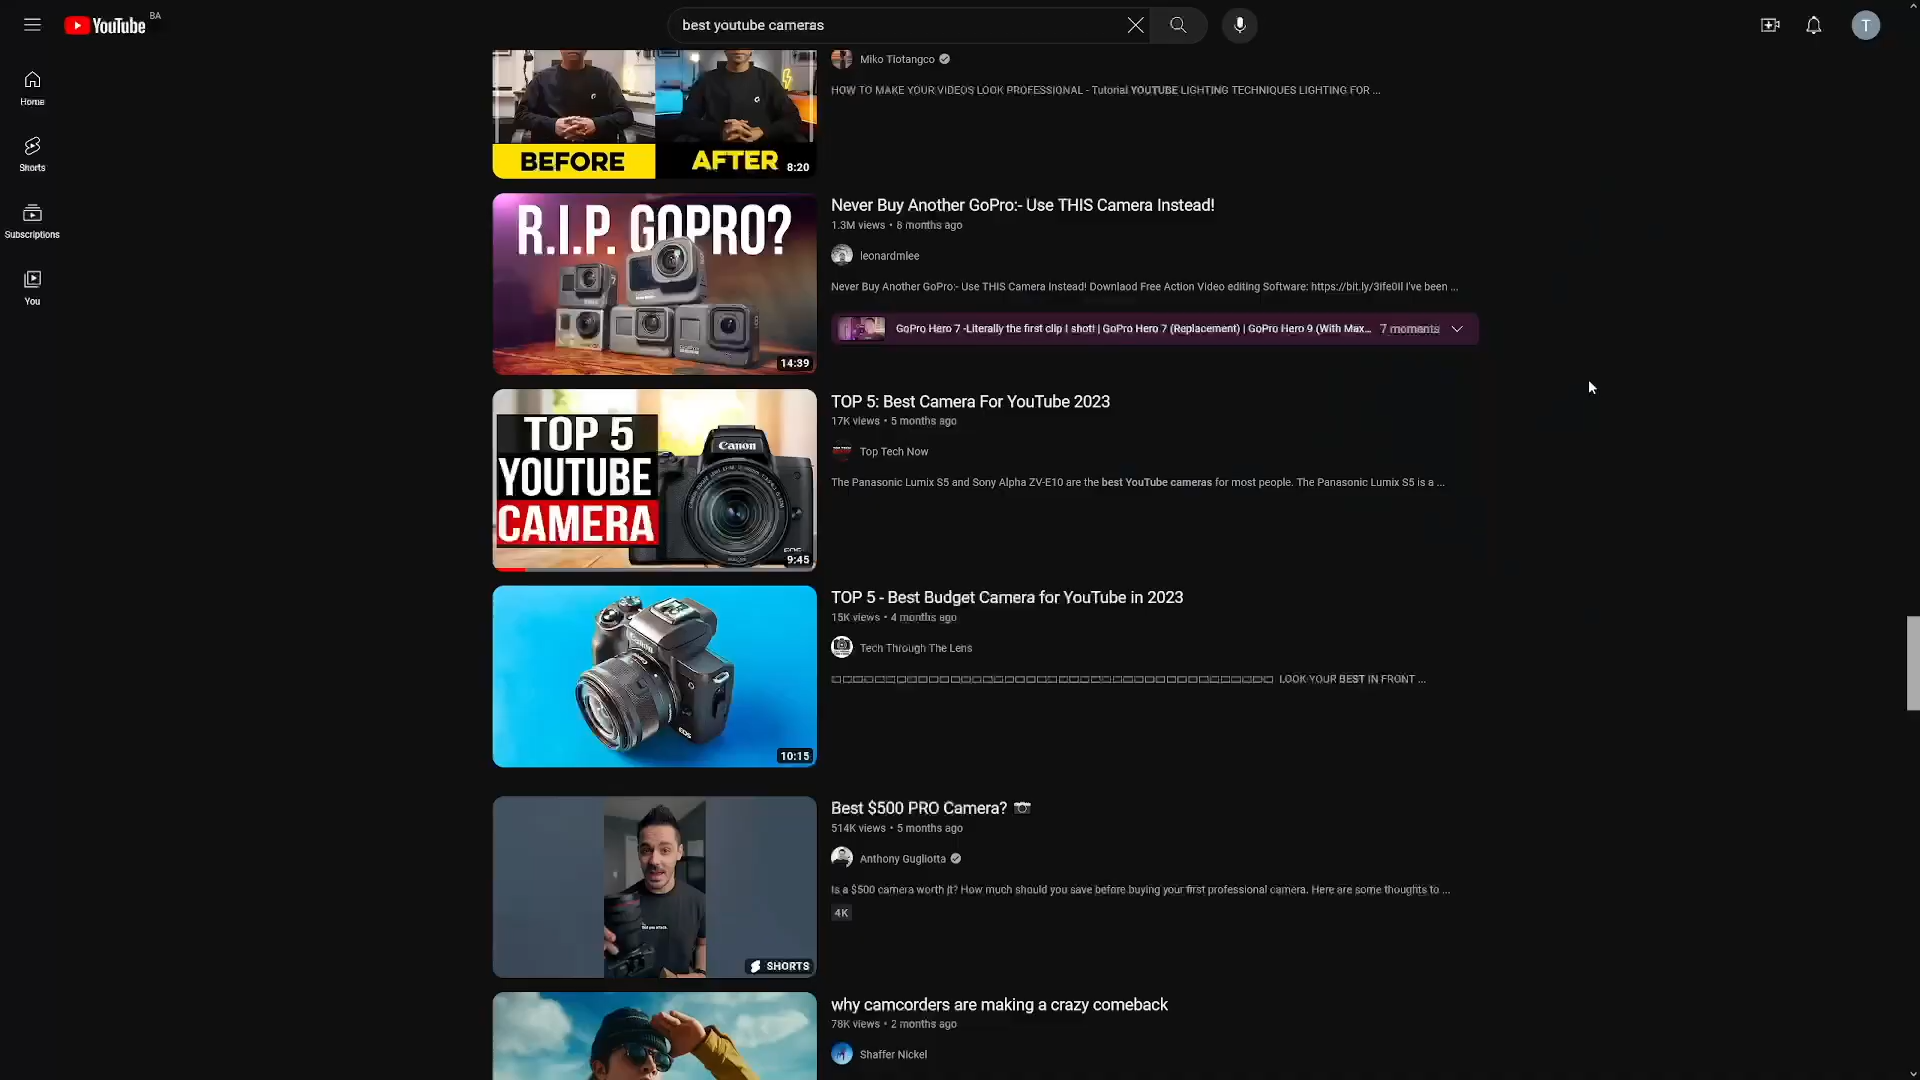 YouTube
BA
best youtube cameras
T
Home
Shorts
Subscriptions
You
BEFORE
AFTER
8:20
Miko Tiotangco
HOW TO MAKE YOUR VIDEOS LOOK PROFESSIONAL - Tutorial YOUTUBE LIGHTING TECHNIQUES LIGHTING FOR ...
R.I.P. GOPRO?
14:39
Never Buy Another GoPro:- Use THIS Camera Instead!
1.3M views • 8 months ago
leonardmlee
Never Buy Another GoPro:- Use THIS Camera Instead! Downlaod Free Action Video editing Software: https://bit.ly/3Ife0Il I've been ...
GoPro Hero 7 -Literally the first clip I shot! | GoPro Hero 7 (Replacement) | GoPro Hero 9 (With Max...
7 moments
TOP 5
YOUTUBE
CAMERA
Canon
EOS
9:45
TOP 5: Best Camera For YouTube 2023
17K views • 5 months ago
Top Tech Now
The Panasonic Lumix S5 and Sony Alpha ZV-E10 are the best YouTube cameras for most people. The Panasonic Lumix S5 is a ...
Canon
EOS
10:15
TOP 5 - Best Budget Camera for YouTube in 2023
15K views • 4 months ago
Tech Through The Lens
LOOK YOUR BEST IN FRONT ...
SHORTS
Best $500 PRO Camera? 📷
514K views • 5 months ago
Anthony Gugliotta
Is a $500 camera worth it? How much should you save before buying your first professional camera. Here are some thoughts to ...
4K
why camcorders are making a crazy comeback
78K views • 2 months ago
Shaffer Nickel